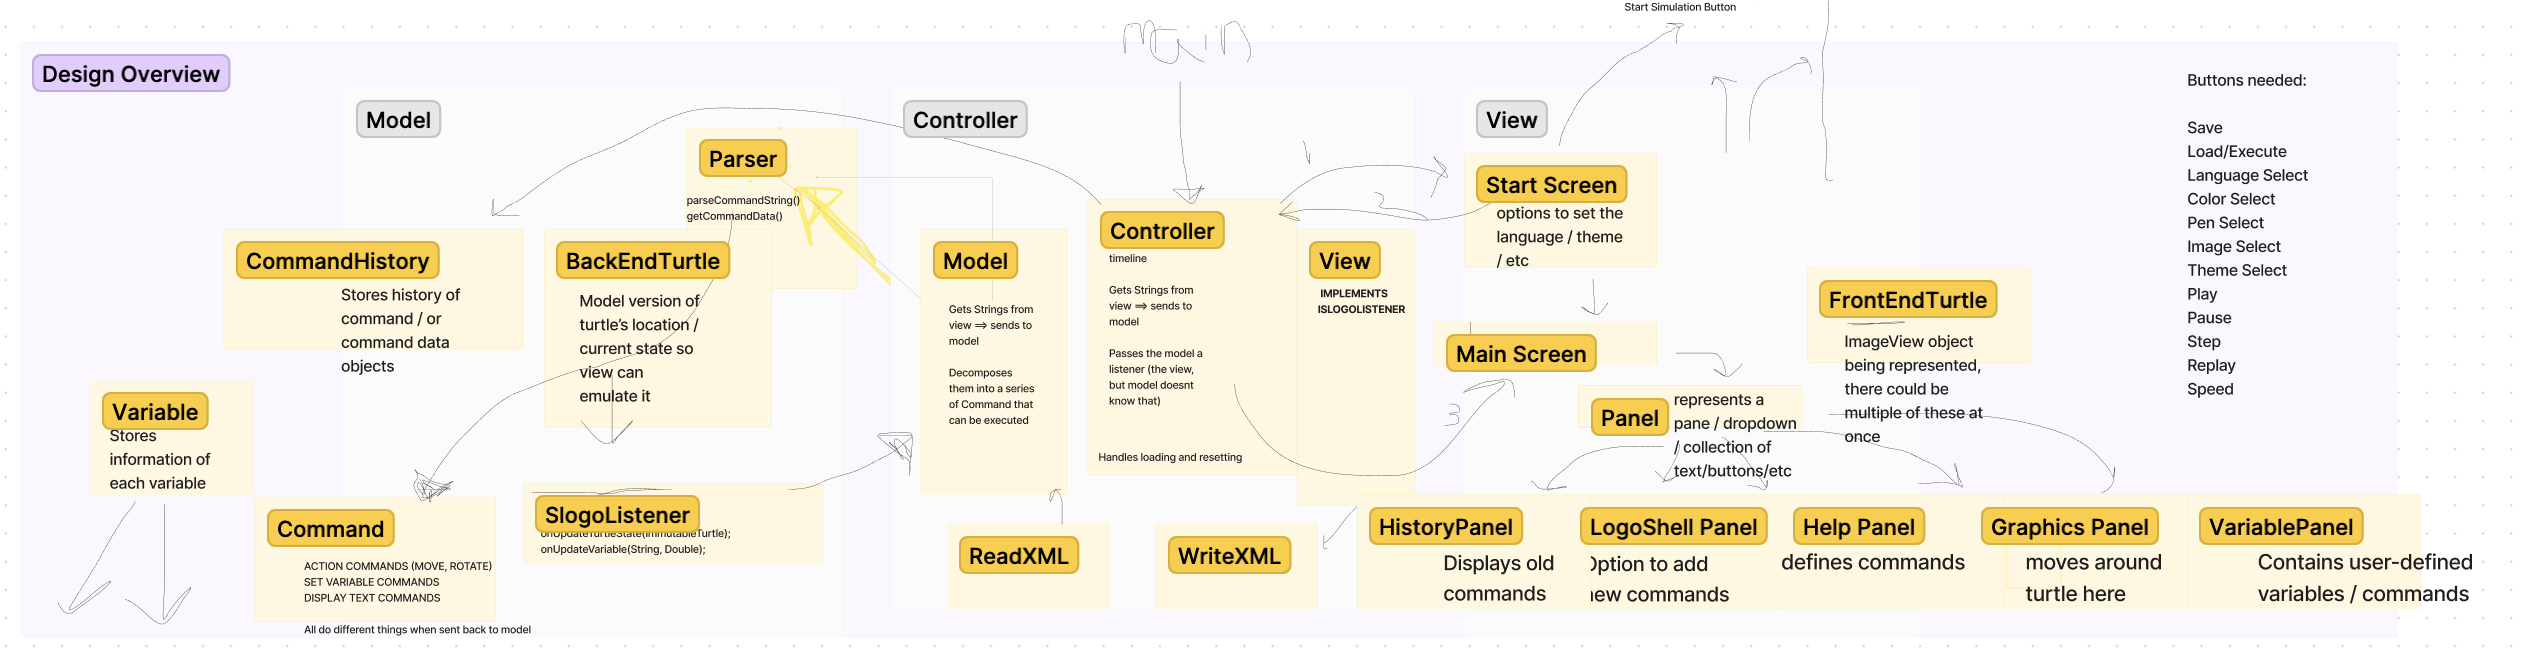 Start Simulation Button
main
Design Overview
Model
Parser
parseCommandString()
getCommandData()
CommandHistory
Stores history of
command / or
command data
objects
BackEndTurtle
Model version of
turtle's location /
current state so
view can
emulate it
Variable
Stores
information of
each variable
Command
ACTION COMMANDS (MOVE, ROTATE)
SET VARIABLE COMMANDS
DISPLAY TEXT COMMANDS
All do different things when sent back to model
SlogoListener
onUpdateTurtleState(ImmutableTurtle);
onUpdateVariable(String, Double);
Controller
Model
Gets Strings from
view ==> sends to
model
Decomposes
them into a series
of Command that
can be executed
Controller
timeline
Gets Strings from
view ==> sends to
model
Passes the model a
listener (the view,
but model doesnt
know that)
Handles loading and resetting
View
IMPLEMENTS
ISLOGOLISTENER
ReadXML
WriteXML
1
2
3
View
Start Screen
options to set the
language / theme
/ etc
Main Screen
Panel
represents a
pane / dropdown
/ collection of
text/buttons/etc
FrontEndTurtle
ImageView object
being represented,
there could be
multiple of these at
once
HistoryPanel
Displays old
commands
LogoShell Panel
Option to add
new commands
Help Panel
defines commands
Graphics Panel
moves around
turtle here
VariablePanel
Contains user-defined
variables / commands
Buttons needed:
Save
Load/Execute
Language Select
Color Select
Pen Select
Image Select
Theme Select
Play
Pause
Step
Replay
Speed